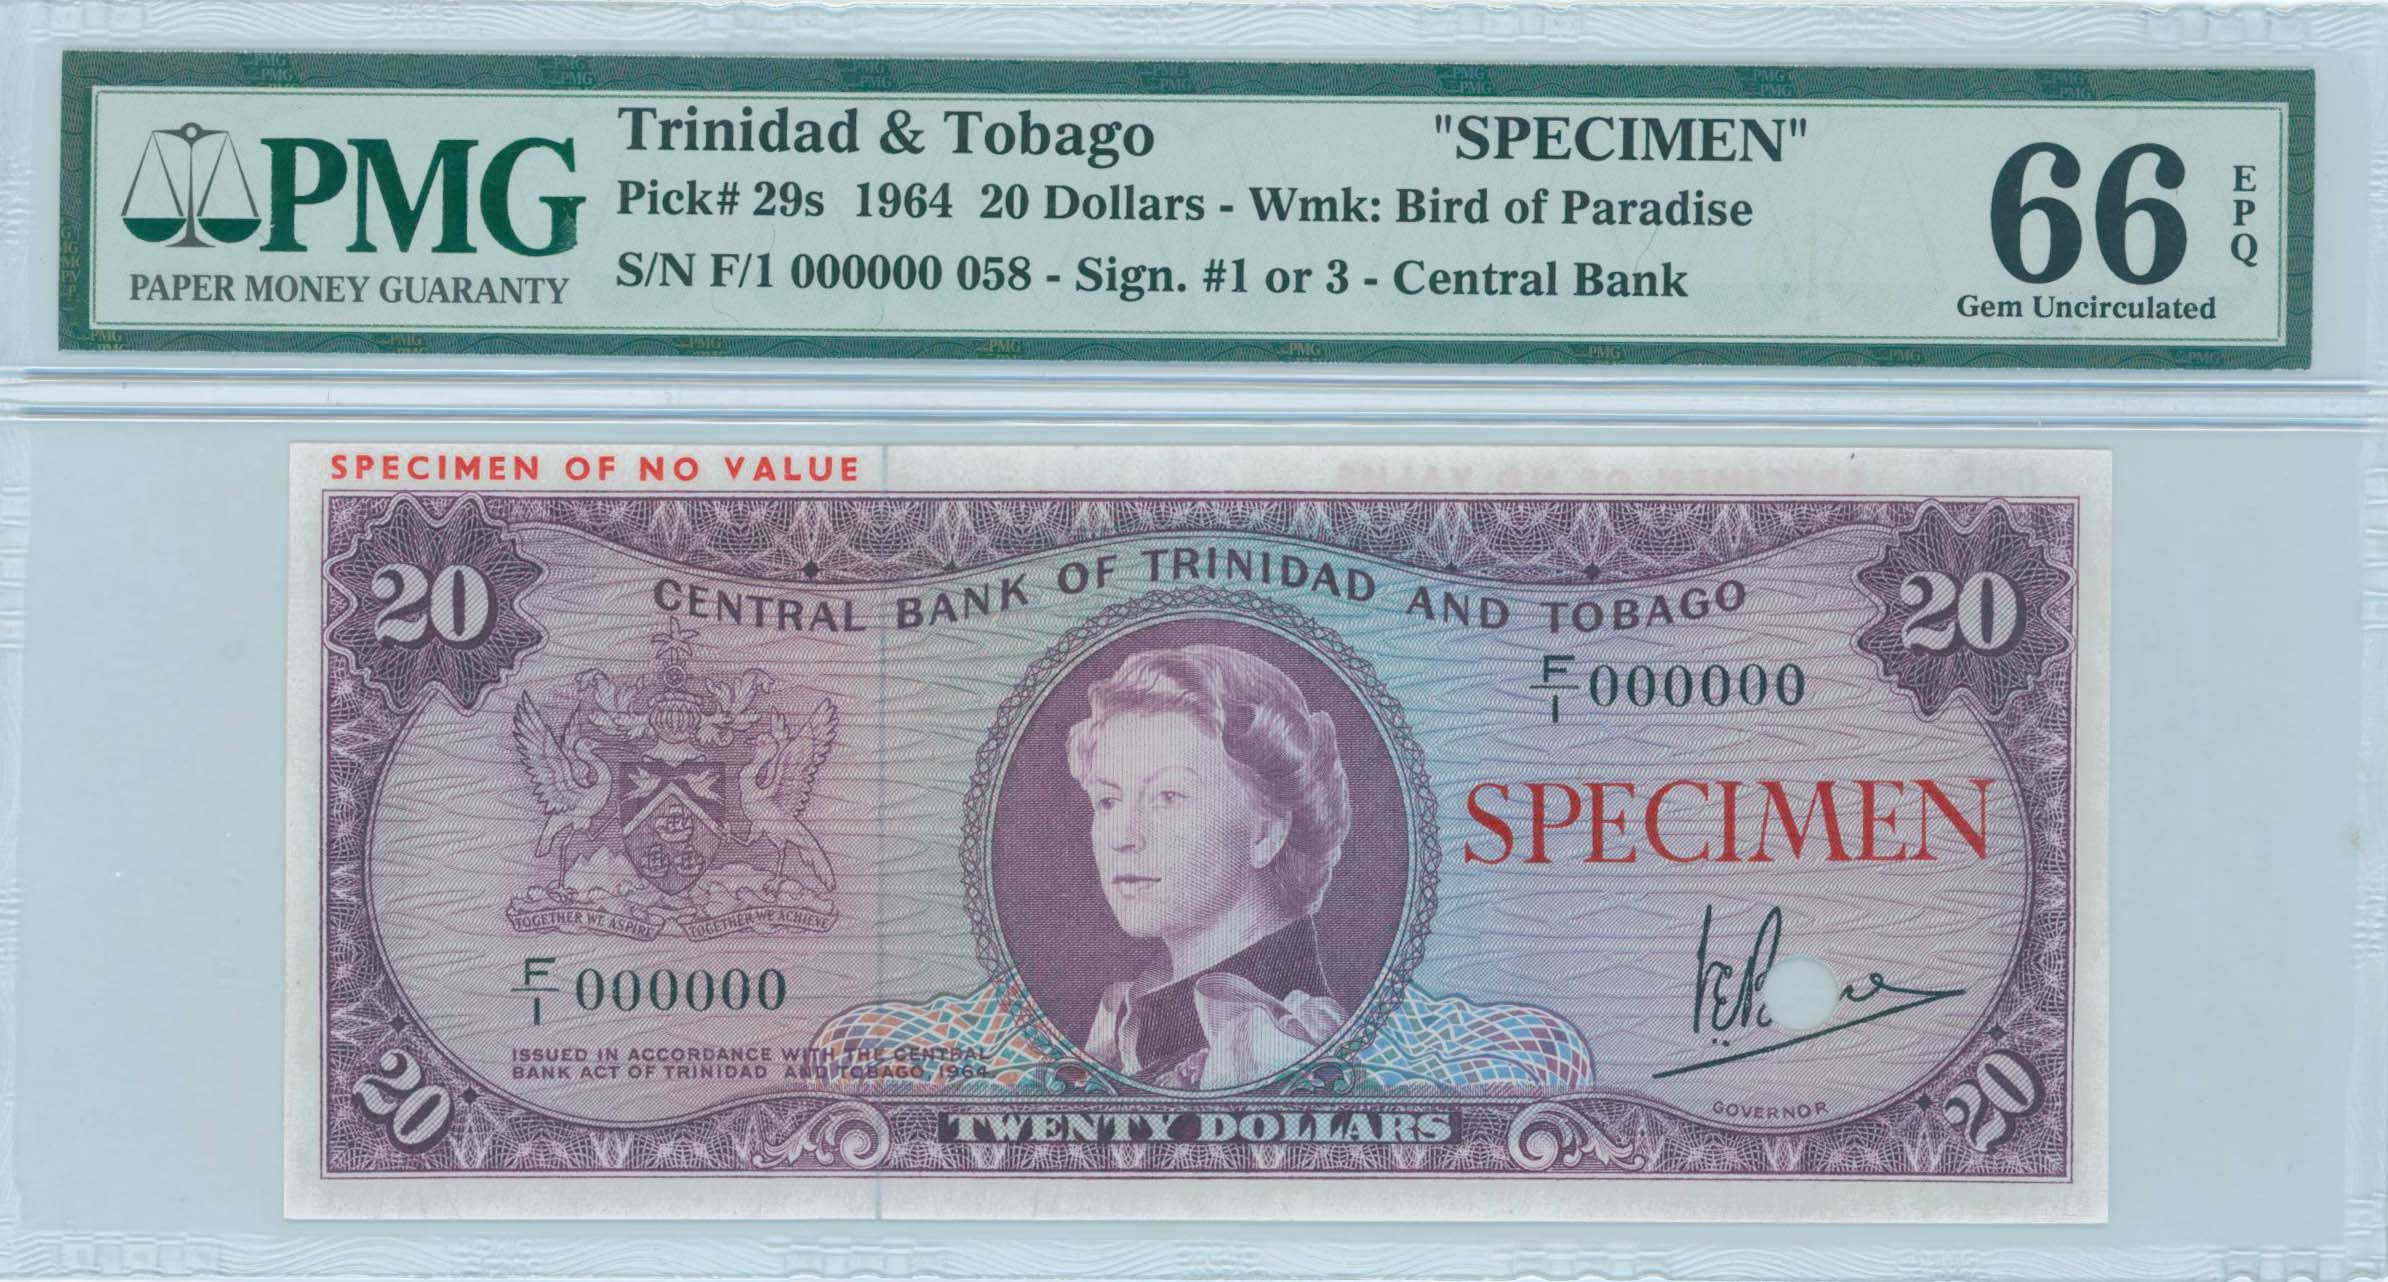 PMG
PAPER MONEY GUARANTY
Trinidad & Tobago "SPECIMEN"
Pick# 29s 1964 20 Dollars - Wmk: Bird of Paradise
S/N F/1 000000 058 - Sign. #1 or 3 - Central Bank
66
EPQ
Gem Uncirculated
SPECIMEN OF NO VALUE
20
20
CENTRAL BANK OF TRINIDAD AND TOBAGO
F/1 000000
SPECIMEN
TOGETHER WE ASPIRE TOGETHER WE ACHIEVE
F/1 000000
ISSUED IN ACCORDANCE WITH THE CENTRAL
BANK ACT OF TRINIDAD AND TOBAGO, 1964.
GOVERNOR
20
TWENTY DOLLARS
20